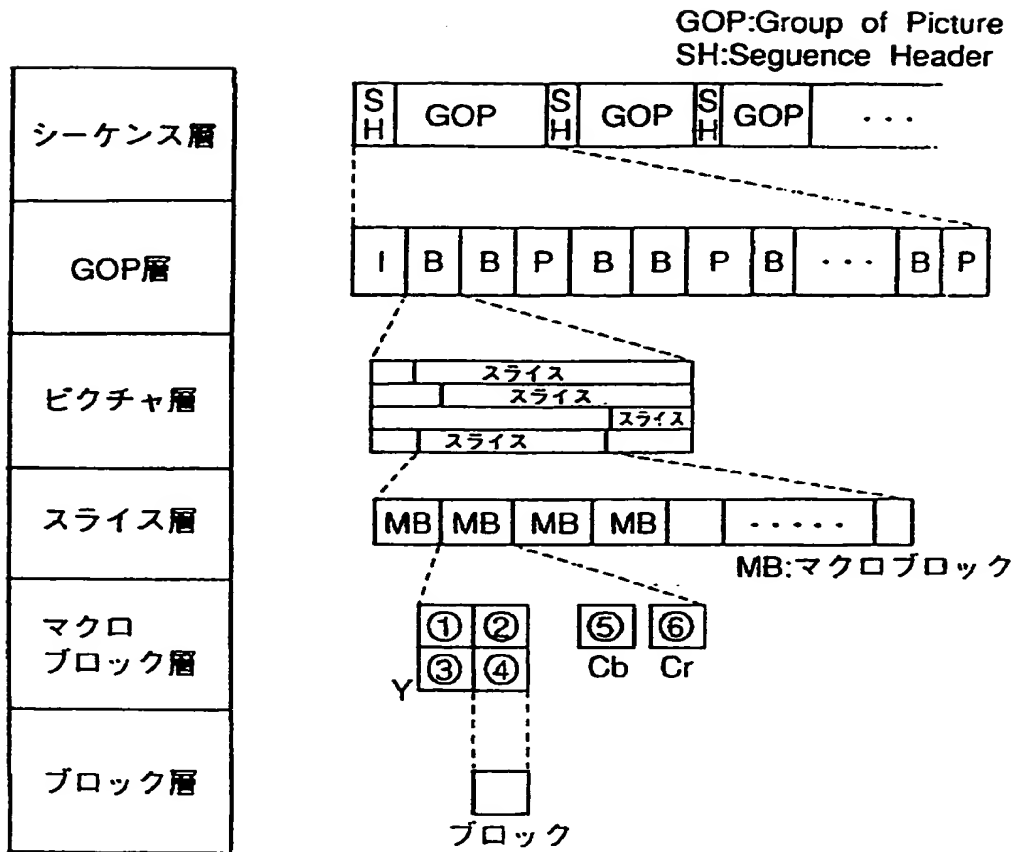 GOP:Group of Picture
SH:Seguence Header
シーケンス層
SH GOP SH GOP SH GOP ···
GOP層
I B B P B B P B ··· B P
ピクチャ層
スライス
スライス
スライス
スライス
スライス層
MB MB MB MB ·····
MB:マクロブロック
マクロ
ブロック層
① ② ⑤ ⑥
③ ④ Cb Cr
Y
ブロック層
ブロック